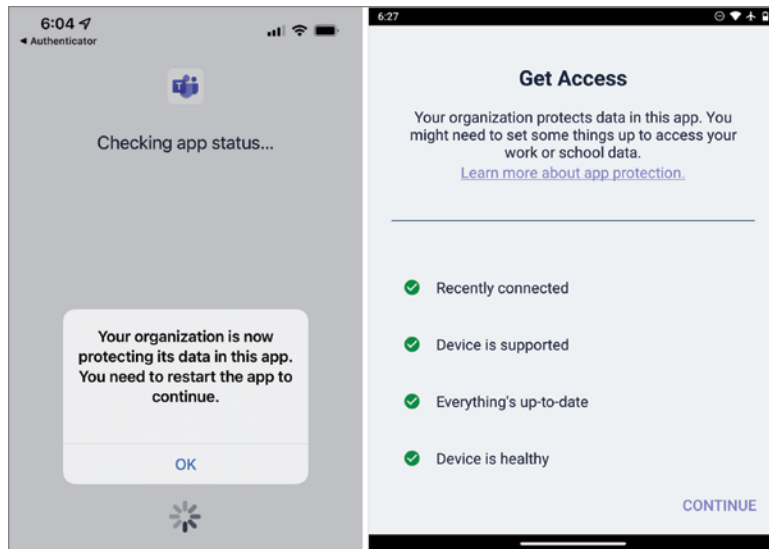 6:04
◀ Authenticator
Checking app status...
Your organization is now
protecting its data in this app.
You need to restart the app to
continue.
OK
6:27
Get Access
Your organization protects data in this app. You
might need to set some things up to access your
work or school data.
Learn more about app protection.
Recently connected
Device is supported
Everything's up-to-date
Device is healthy
CONTINUE